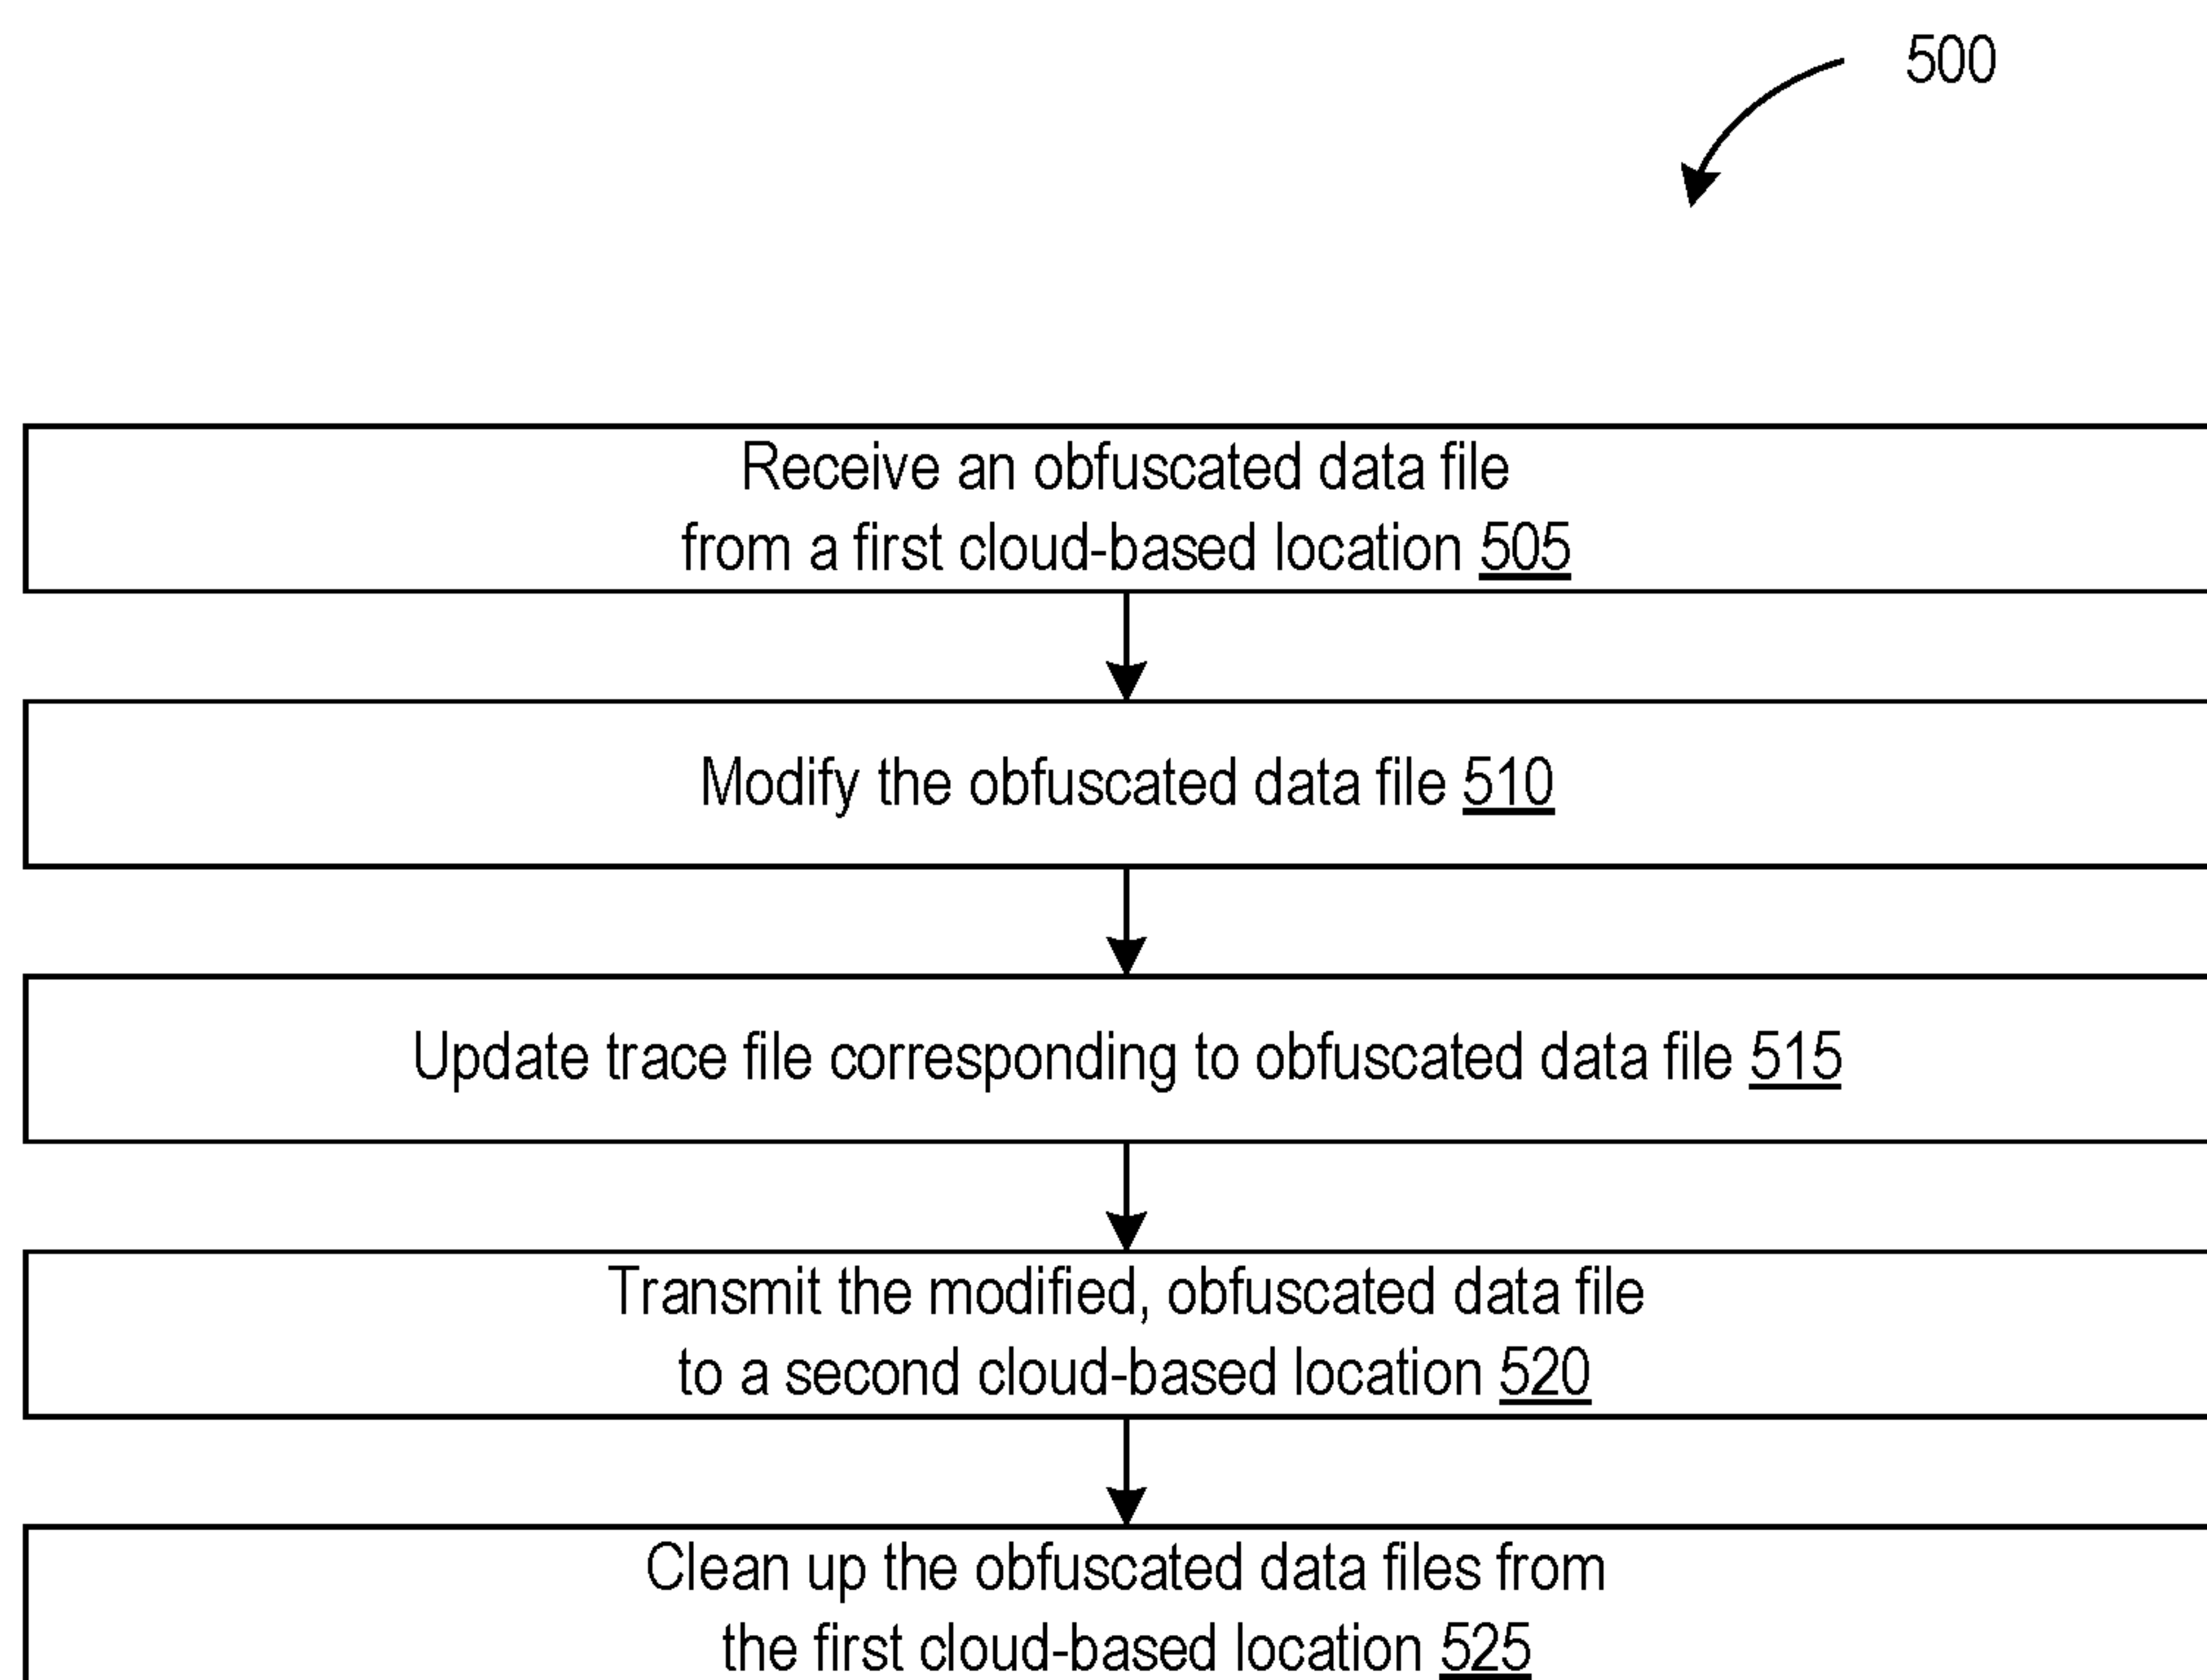 500
Receive an obfuscated data file
from a first cloud-based location 505
Modify the obfuscated data file 510
Update trace file corresponding to obfuscated data file 515
Transmit the modified, obfuscated data file
to a second cloud-based location 520
Clean up the obfuscated data files from
the first cloud-based location 525